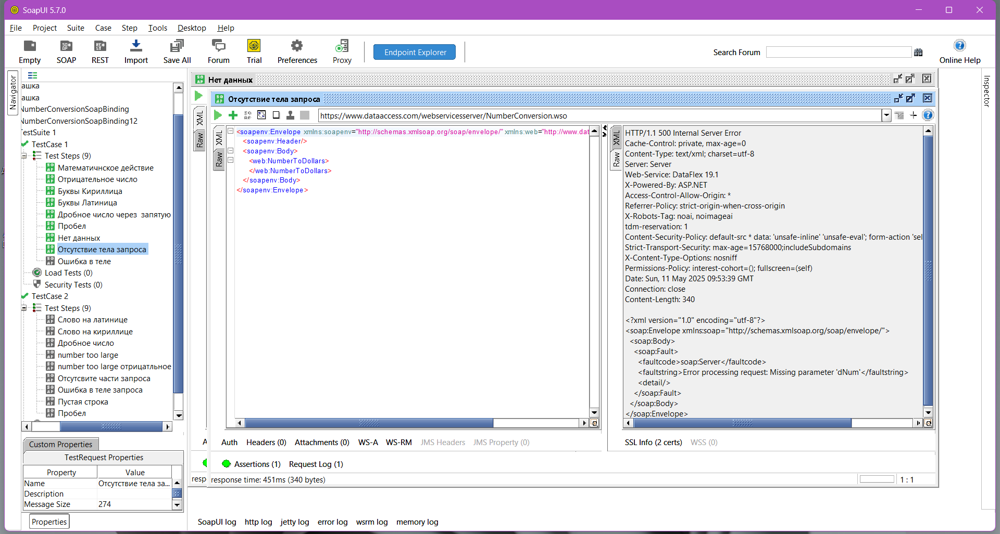 SoapUI 5.7.0
File Project Suite Case Step Tools Desktop Help
Empty SOAP REST Import Save All Forum Trial Preferences Proxy Endpoint Explorer Search Forum Online Help
Navigator
Inspector
ашка
ашка
NumberConversionSoapBinding
NumberConversionSoapBinding12
TestSuite 1
TestCase 1
Test Steps (9)
Математичнское действие
Отрицательное число
Буквы Кириллица
Буквы Латиница
Дробное число через запятую
Пробел
Нет данных
Отсутствие тела запроса
Ошибка в теле
Load Tests (0)
Security Tests (0)
TestCase 2
Test Steps (9)
Слово на латинице
Слово на кириллице
Дробное число
number too large
number too large отрицатльное
Отсутсвите части запроса
Ошибка в теле запроса
Пустая строка
Пробел
Custom Properties
TestRequest Properties
Property Value
Name Отсутствие тела за...
Description
Message Size 274
Properties
Нет данных
XML
Raw
Отсутствие тела запроса
https://www.dataaccess.com/webservicesserver/NumberConversion.wso
XML
Raw
<soapenv:Envelope xmlns:soapenv="http://schemas.xmlsoap.org/soap/envelope/" xmlns:web="http://www.dat
<soapenv:Header/>
<soapenv:Body>
<web:NumberToDollars>
</web:NumberToDollars>
</soapenv:Body>
</soapenv:Envelope>
XML
Raw
HTTP/1.1 500 Internal Server Error
Cache-Control: private, max-age=0
Content-Type: text/xml; charset=utf-8
Server: Server
Web-Service: DataFlex 19.1
X-Powered-By: ASP.NET
Access-Control-Allow-Origin: *
Referrer-Policy: strict-origin-when-cross-origin
X-Robots-Tag: noai, noimageai
tdm-reservation: 1
Content-Security-Policy: default-src * data: 'unsafe-inline' 'unsafe-eval'; form-action 'sel
Strict-Transport-Security: max-age=15768000;includeSubdomains
X-Content-Type-Options: nosniff
Permissions-Policy: interest-cohort=(); fullscreen=(self)
Date: Sun, 11 May 2025 09:53:39 GMT
Connection: close
Content-Length: 340
<?xml version="1.0" encoding="utf-8"?>
<soap:Envelope xmlns:soap="http://schemas.xmlsoap.org/soap/envelope/">
<soap:Body>
<soap:Fault>
<faultcode>soap:Server</faultcode>
<faultstring>Error processing request: Missing parameter 'dNum'</faultstring>
<detail/>
</soap:Fault>
</soap:Body>
</soap:Envelope>
A Auth Headers (0) Attachments (0) WS-A WS-RM JMS Headers JMS Property (0) SSL Info (2 certs) WSS (0)
Assertions (1) Request Log (1)
resp response time: 451ms (340 bytes) 1 : 1
SoapUI log http log jetty log error log wsrm log memory log